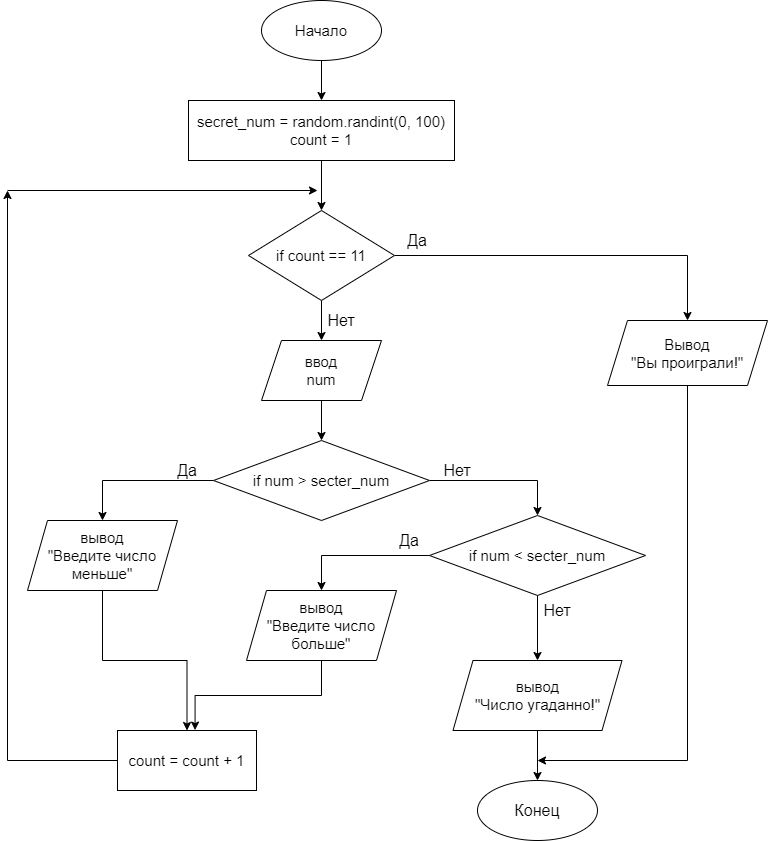 Начало
secret_num = random.randint(0, 100)
count = 1
if count == 11
Да
Нет
Вывод
"Вы проиграли!"
ввод
num
if num > secter_num
Да
Нет
вывод
"Введите число
меньше"
if num < secter_num
Да
Нет
вывод
"Введите число
больше"
вывод
"Число угаданно!"
count = count + 1
Конец